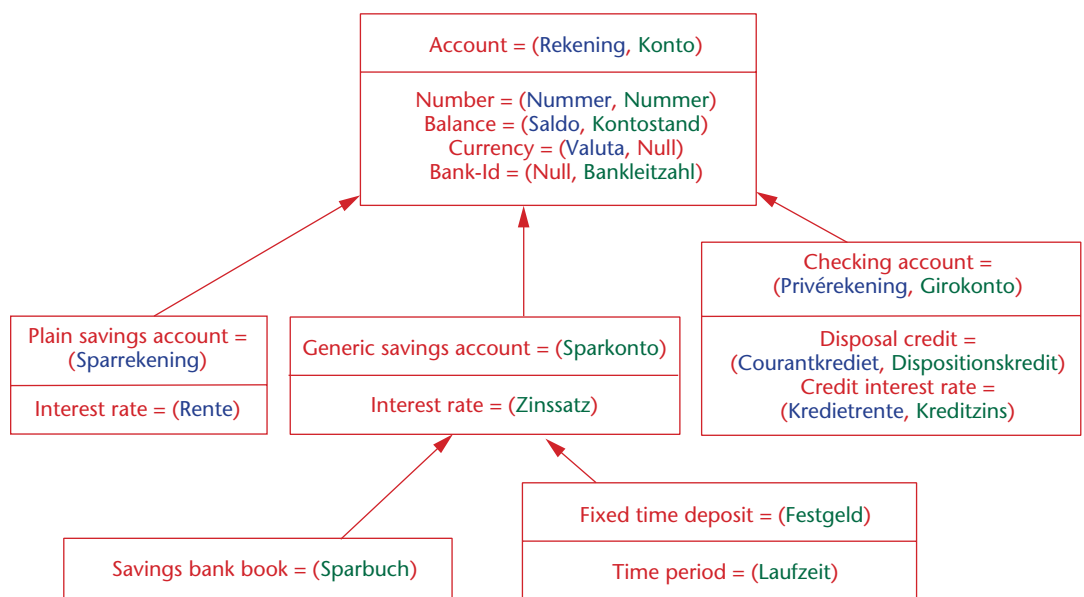 Account = (Rekening, Konto)
Number = (Nummer, Nummer)
Balance = (Saldo, Kontostand)
Currency = (Valuta, Null)
Bank-Id = (Null, Bankleitzahl)
Plain savings account =
(Sparrekening)
Interest rate = (Rente)
Generic savings account = (Sparkonto)
Interest rate = (Zinssatz)
Checking account =
(Privérekening, Girokonto)
Disposal credit =
(Courantkrediet, Dispositionskredit)
Credit interest rate =
(Kredietrente, Kreditzins)
Savings bank book = (Sparbuch)
Fixed time deposit = (Festgeld)
Time period = (Laufzeit)